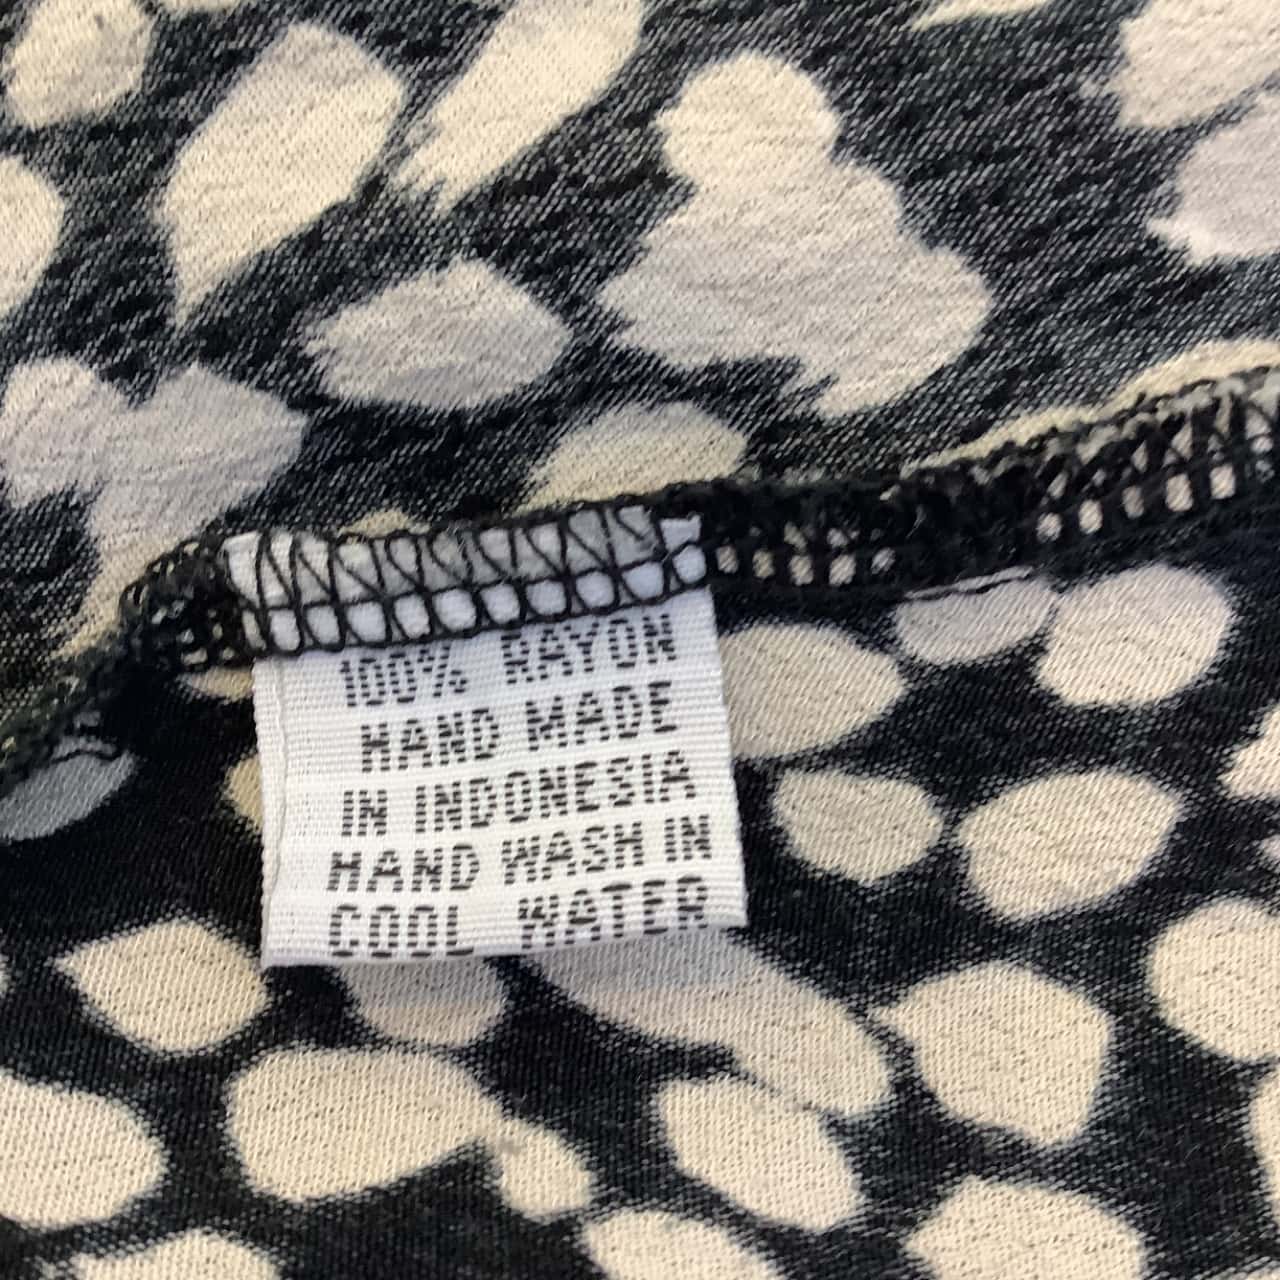 100% RAYON
HAND MADE
IN INDONESIA
HAND WASH IN
COOL WATER